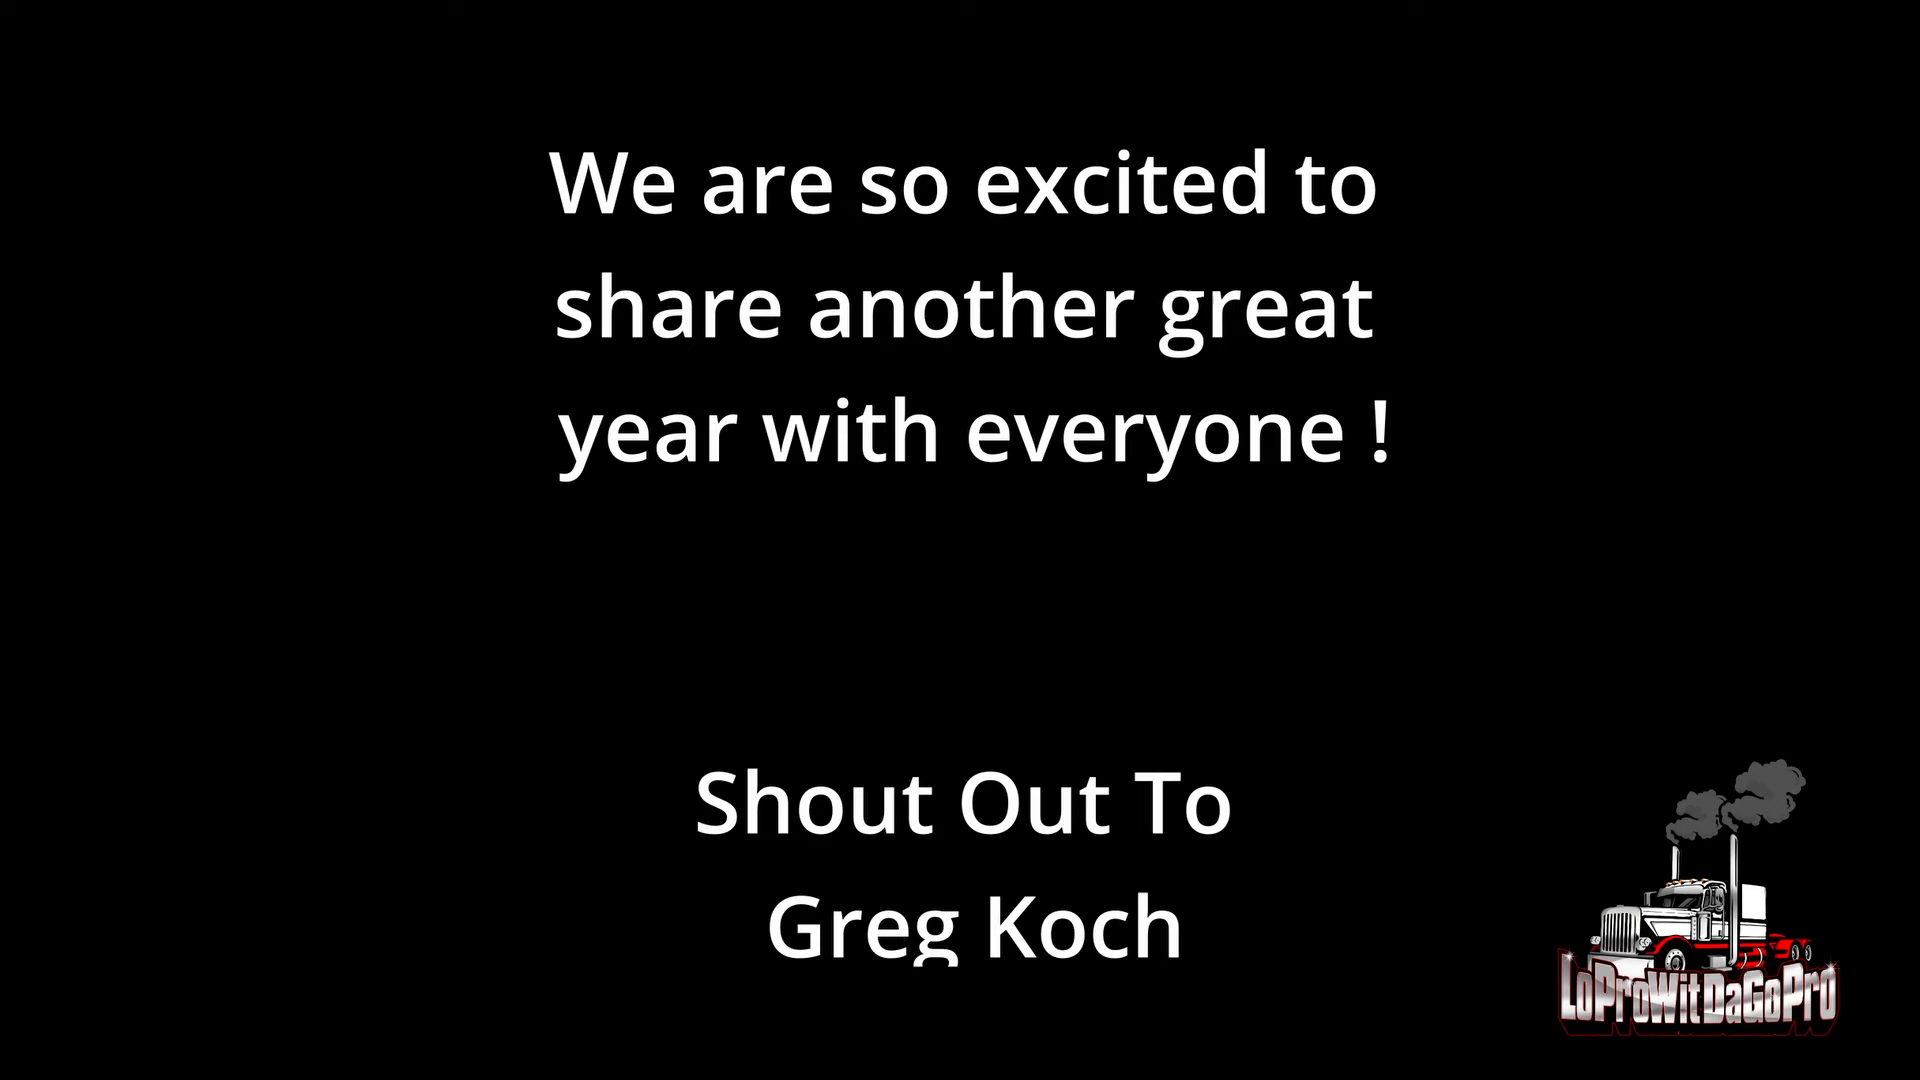 We are so excited to
share another great
year with everyone !
Shout Out To
Greg Koch
LoProWitDaGoPro